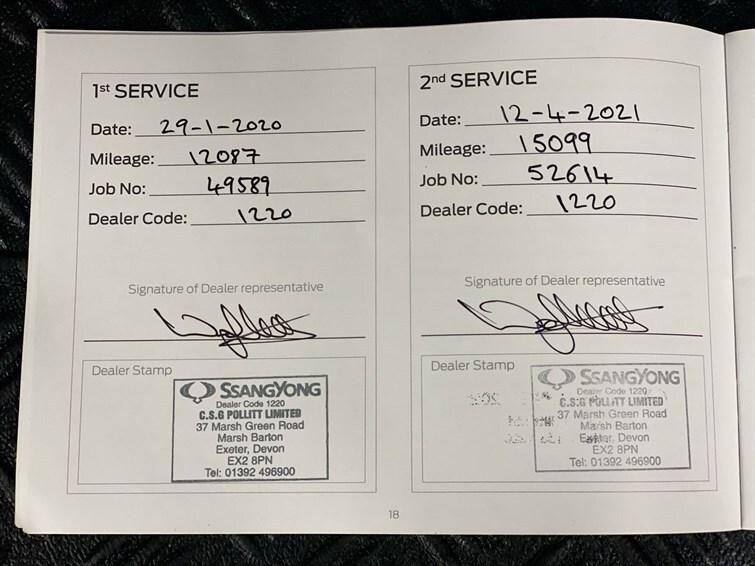 1st SERVICE
Date: 29-1-2020
Mileage: 12087
Job No: 49589
Dealer Code: 1220
Signature of Dealer representative
Dealer Stamp
SSANGYONG
Dealer Code 1220
C.S.G POLLITT LIMITED
37 Marsh Green Road
Marsh Barton
Exeter, Devon
EX2 8PN
Tel: 01392 496900
2nd SERVICE
Date: 12-4-2021
Mileage: 15099
Job No: 52614
Dealer Code: 1220
Signature of Dealer representative
Dealer Stamp
SSANGYONG
Dealer Code 1220
C.S.G POLLITT LIMITED
37 Marsh Green Road
Marsh Barton
Exeter, Devon
EX2 8PN
Tel: 01392 496900
18